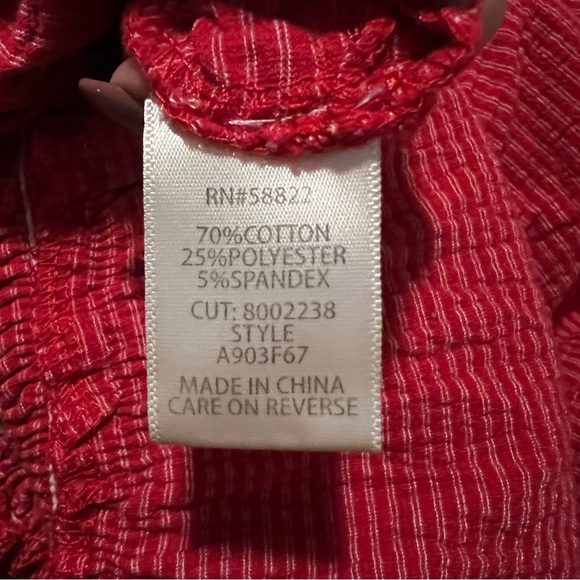 RN#58822
70%COTTON
25%POLYESTER
5%SPANDEX
CUT: 8002238
STYLE
A903F67
MADE IN CHINA
CARE ON REVERSE